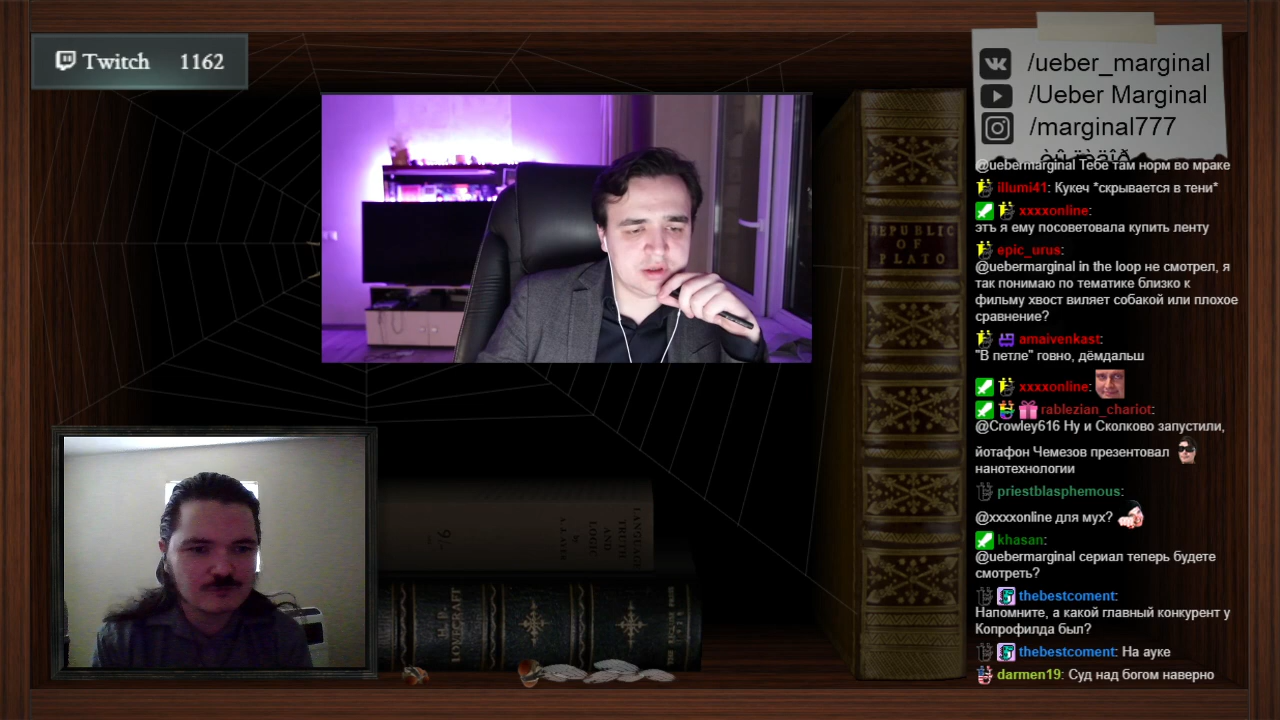 Twitch 1162
/ueber_marginal
/Ueber Marginal
/marginal777
@uebermarginal Тебе там норм во мраке
illumi41: Кукеч *скрывается в тени*
xxxxonline:
этъ я ему посоветовала купить ленту
epic_urus:
@uebermarginal in the loop не смотрел, я
так понимаю по тематике близко к
фильму хвост виляет собакой или плохое
сравнение?
amaivenkast:
"В петле" говно, дёмдальш
xxxxonline:
rablezian_chariot:
@Crowley616 Ну и Сколково запустили,
йотафон Чемезов презентовал
нанотехнологии
priestblasphemous:
@xxxxonline для мух?
khasan:
@uebermarginal сериал теперь будете
смотреть?
thebestcoment:
Напомните, а какой главный конкурент у
Копрофилда был?
thebestcoment: На ауке
darmen19: Суд над богом наверно
REPUBLIC
OF
PLATO
LANGUAGE
TRUTH
AND
LOGIC
H.P.
LOVECRAFT